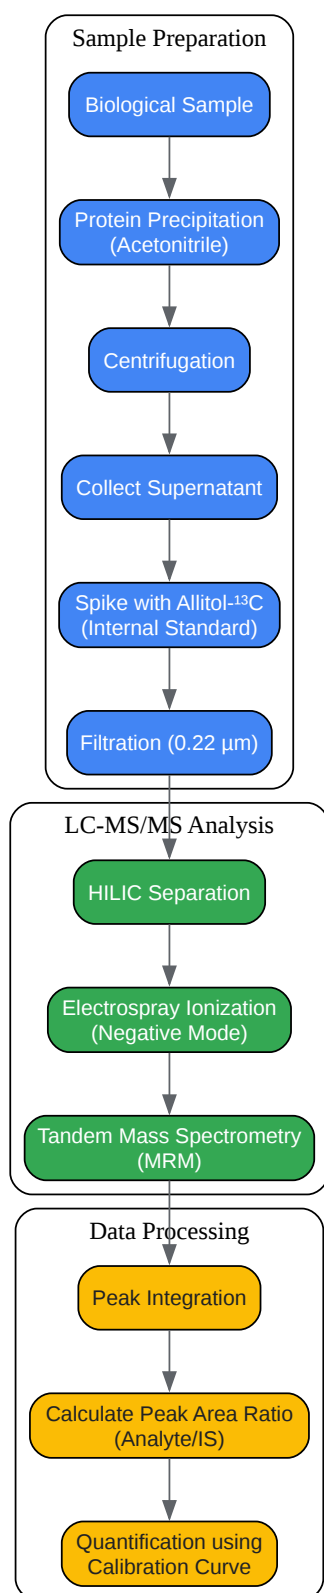 Sample Preparation
Biological Sample
Protein Precipitation
(Acetonitrile)
Centrifugation
Collect Supernatant
Spike with Allitol-¹³C
(Internal Standard)
Filtration (0.22 µm)
LC-MS/MS Analysis
HILIC Separation
Electrospray Ionization
(Negative Mode)
Tandem Mass Spectrometry
(MRM)
Data Processing
Peak Integration
Calculate Peak Area Ratio
(Analyte/IS)
Quantification using
Calibration Curve